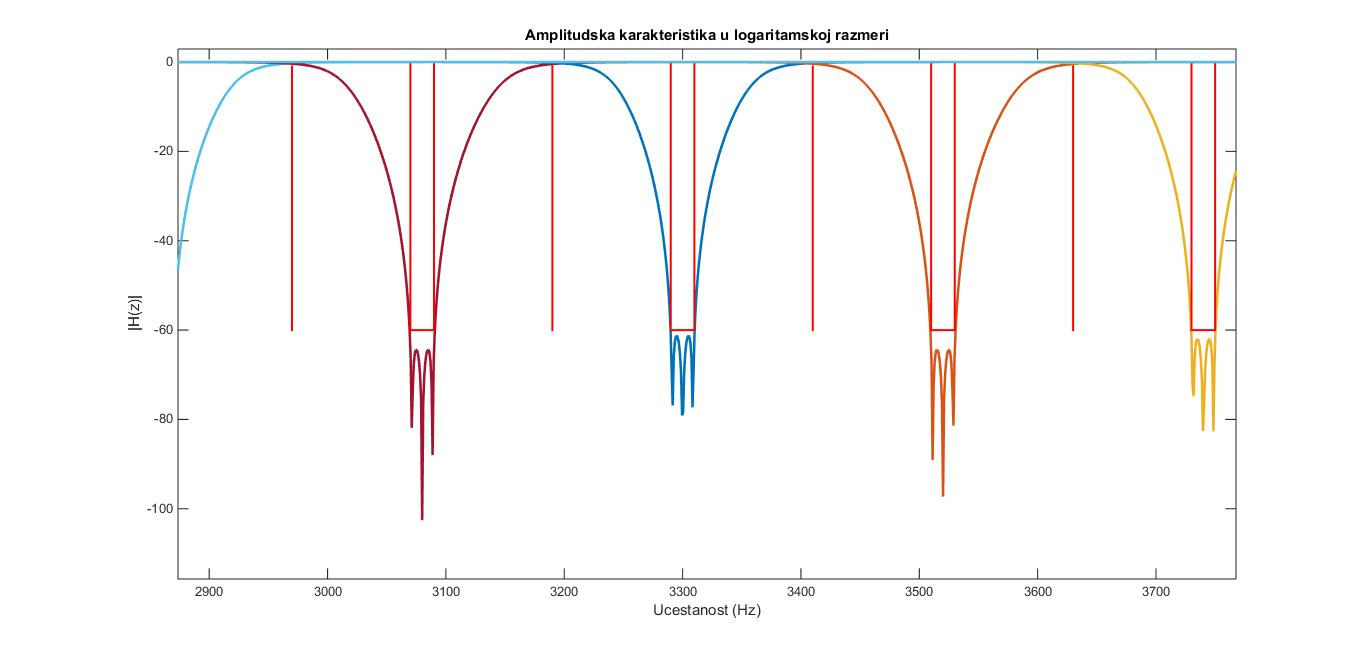 Amplitudska karakteristika u logaritamskoj razmeri
0
-20
-40
-60
-80
-100
|H(z)|
2900 3000 3100 3200 3300 3400 3500 3600 3700
Ucestanost (Hz)